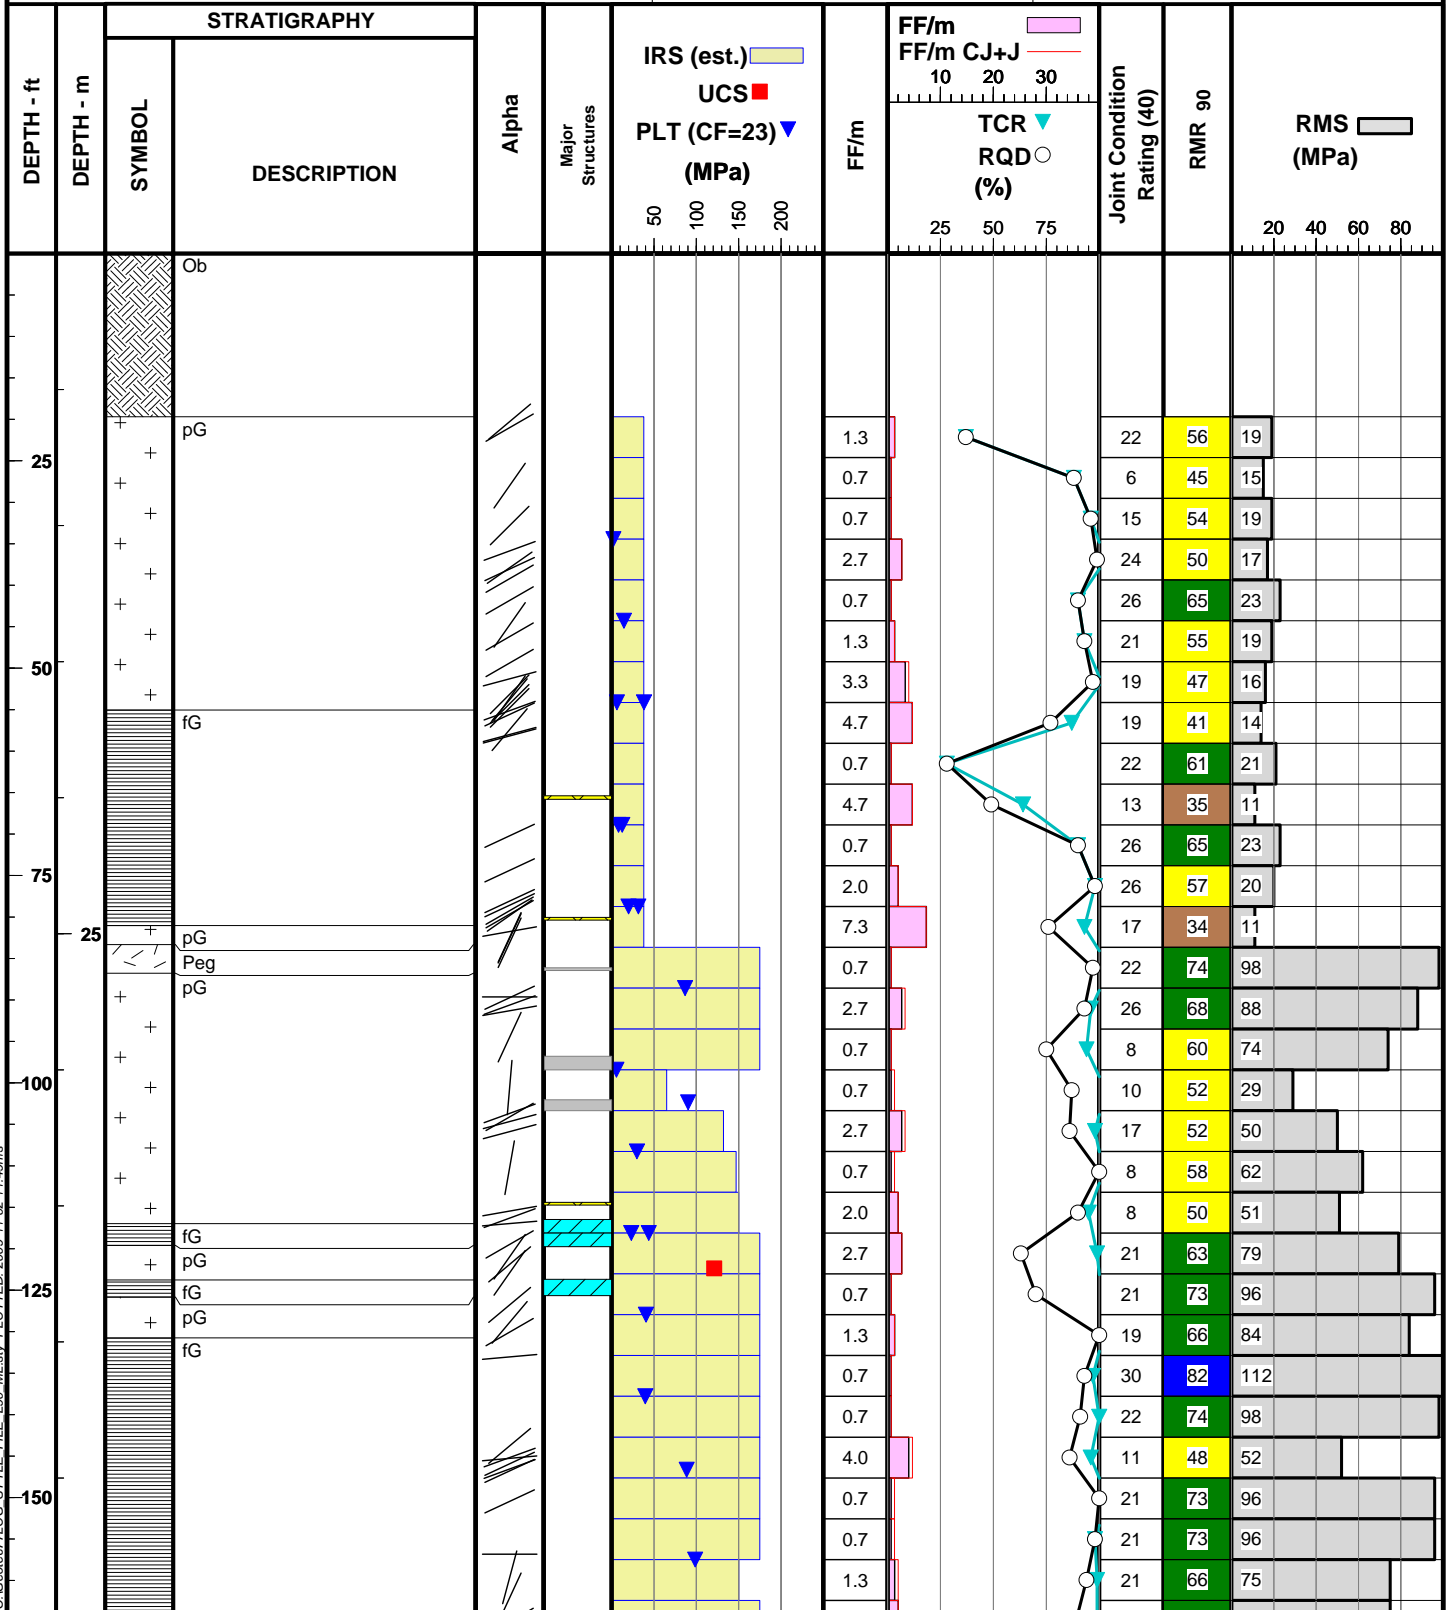 STRATIGRAPHY
DEPTH - ft
DEPTH - m
SYMBOL
DESCRIPTION
Alpha
Major
Structures
IRS (est.)
UCS
PLT (CF=23)
(MPa)
50 100 150 200
FF/m
FF/m
FF/m CJ+J
10 20 30
TCR
RQD
(%)
25 50 75
Joint Condition
Rating (40)
RMR 90
RMS
(MPa)
20 40 60 80
Ob
pG
1.3 22 56 19
25
0.7 6 45 15
0.7 15 54 19
2.7 24 50 17
0.7 26 65 23
1.3 21 55 19
50
3.3 19 47 16
fG
4.7 19 41 14
0.7 22 61 21
4.7 13 35 11
0.7 26 65 23
75
2.0 26 57 20
25
7.3 17 34 11
pG
Peg
0.7 22 74 98
pG
2.7 26 68 88
0.7 8 60 74
100
0.7 10 52 29
2.7 17 52 50
0.7 8 58 62
2.0 8 50 51
fG
pG
2.7 21 63 79
125
fG
0.7 21 73 96
pG
1.3 19 66 84
fG
0.7 30 82 112
0.7 22 74 98
4.0 11 48 52
150
0.7 21 73 96
0.7 21 73 96
1.3 21 66 75